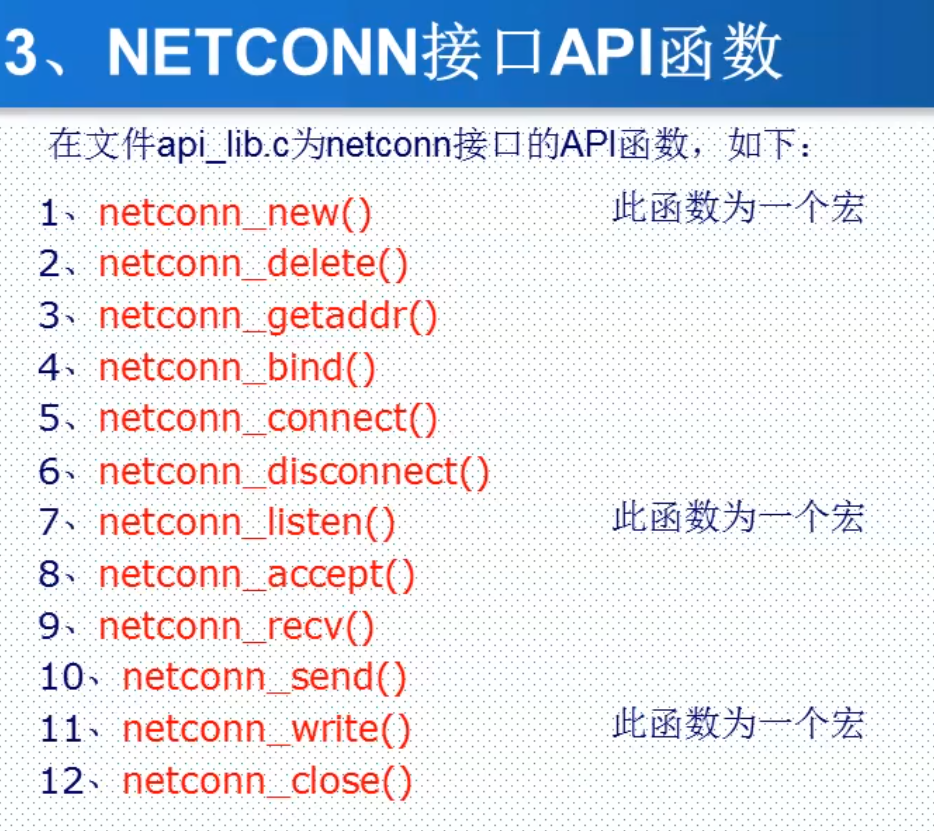 3、NETCONN接口API函数
在文件api_lib.c为netconn接口的API函数，如下：
1、netconn_new() 此函数为一个宏
2、netconn_delete()
3、netconn_getaddr()
4、netconn_bind()
5、netconn_connect()
6、netconn_disconnect()
7、netconn_listen() 此函数为一个宏
8、netconn_accept()
9、netconn_recv()
10、netconn_send()
11、netconn_write() 此函数为一个宏
12、netconn_close()